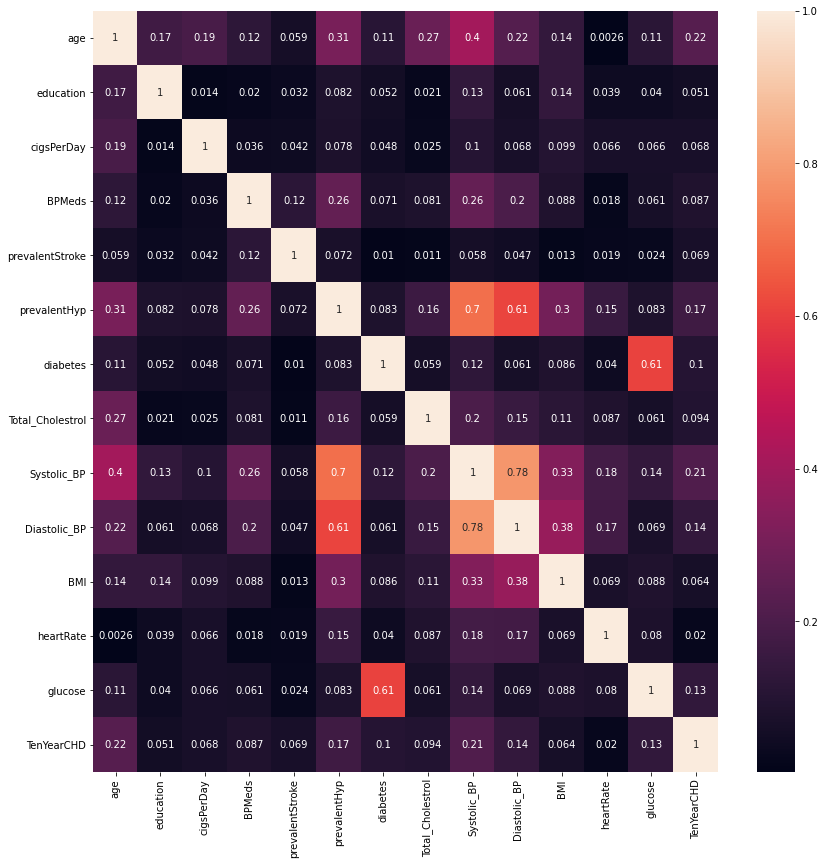 age 1 0.17 0.19 0.12 0.059 0.31 0.11 0.27 0.4 0.22 0.14 0.0026 0.11 0.22
education 0.17 1 0.014 0.02 0.032 0.082 0.052 0.021 0.13 0.061 0.14 0.039 0.04 0.051
cigsPerDay 0.19 0.014 1 0.036 0.042 0.078 0.048 0.025 0.1 0.068 0.099 0.066 0.066 0.068
BPMeds 0.12 0.02 0.036 1 0.12 0.26 0.071 0.081 0.26 0.2 0.088 0.018 0.061 0.087
prevalentStroke 0.059 0.032 0.042 0.12 1 0.072 0.01 0.011 0.058 0.047 0.013 0.019 0.024 0.069
prevalentHyp 0.31 0.082 0.078 0.26 0.072 1 0.083 0.16 0.7 0.61 0.3 0.15 0.083 0.17
diabetes 0.11 0.052 0.048 0.071 0.01 0.083 1 0.059 0.12 0.061 0.086 0.04 0.61 0.1
Total_Cholestrol 0.27 0.021 0.025 0.081 0.011 0.16 0.059 1 0.2 0.15 0.11 0.087 0.061 0.094
Systolic_BP 0.4 0.13 0.1 0.26 0.058 0.7 0.12 0.2 1 0.78 0.33 0.18 0.14 0.21
Diastolic_BP 0.22 0.061 0.068 0.2 0.047 0.61 0.061 0.15 0.78 1 0.38 0.17 0.069 0.14
BMI 0.14 0.14 0.099 0.088 0.013 0.3 0.086 0.11 0.33 0.38 1 0.069 0.088 0.064
heartRate 0.0026 0.039 0.066 0.018 0.019 0.15 0.04 0.087 0.18 0.17 0.069 1 0.08 0.02
glucose 0.11 0.04 0.066 0.061 0.024 0.083 0.61 0.061 0.14 0.069 0.088 0.08 1 0.13
TenYearCHD 0.22 0.051 0.068 0.087 0.069 0.17 0.1 0.094 0.21 0.14 0.064 0.02 0.13 1
age
education
cigsPerDay
BPMeds
prevalentStroke
prevalentHyp
diabetes
Total_Cholestrol
Systolic_BP
Diastolic_BP
BMI
heartRate
glucose
TenYearCHD
1.0
0.8
0.6
0.4
0.2